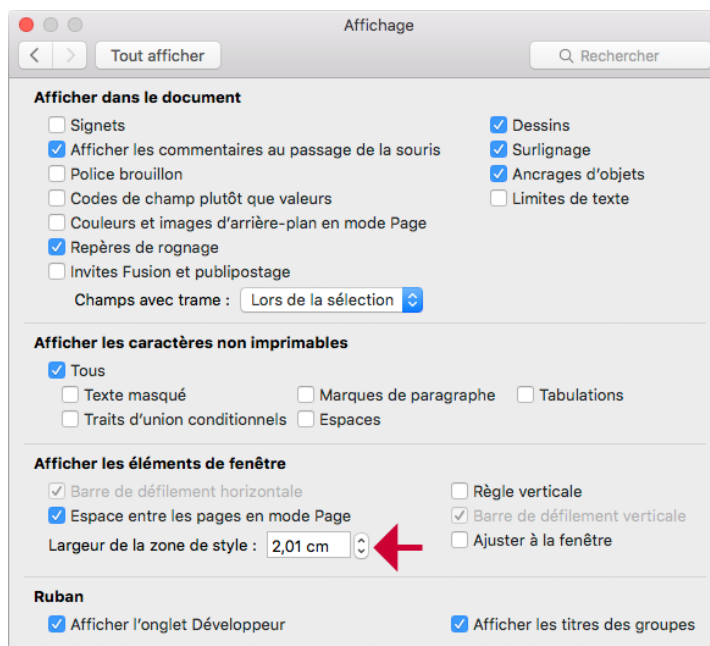 Affichage
Tout afficher
Rechercher
Afficher dans le document
Signets
Dessins
Afficher les commentaires au passage de la souris
Surlignage
Police brouillon
Ancrages d'objets
Codes de champ plutôt que valeurs
Limites de texte
Couleurs et images d'arrière-plan en mode Page
Repères de rognage
Invites Fusion et publipostage
Champs avec trame : Lors de la sélection
Afficher les caractères non imprimables
Tous
Texte masqué
Marques de paragraphe
Tabulations
Traits d'union conditionnels
Espaces
Afficher les éléments de fenêtre
Barre de défilement horizontale
Règle verticale
Espace entre les pages en mode Page
Barre de défilement verticale
Largeur de la zone de style : 2,01 cm
Ajuster à la fenêtre
Ruban
Afficher l'onglet Développeur
Afficher les titres des groupes